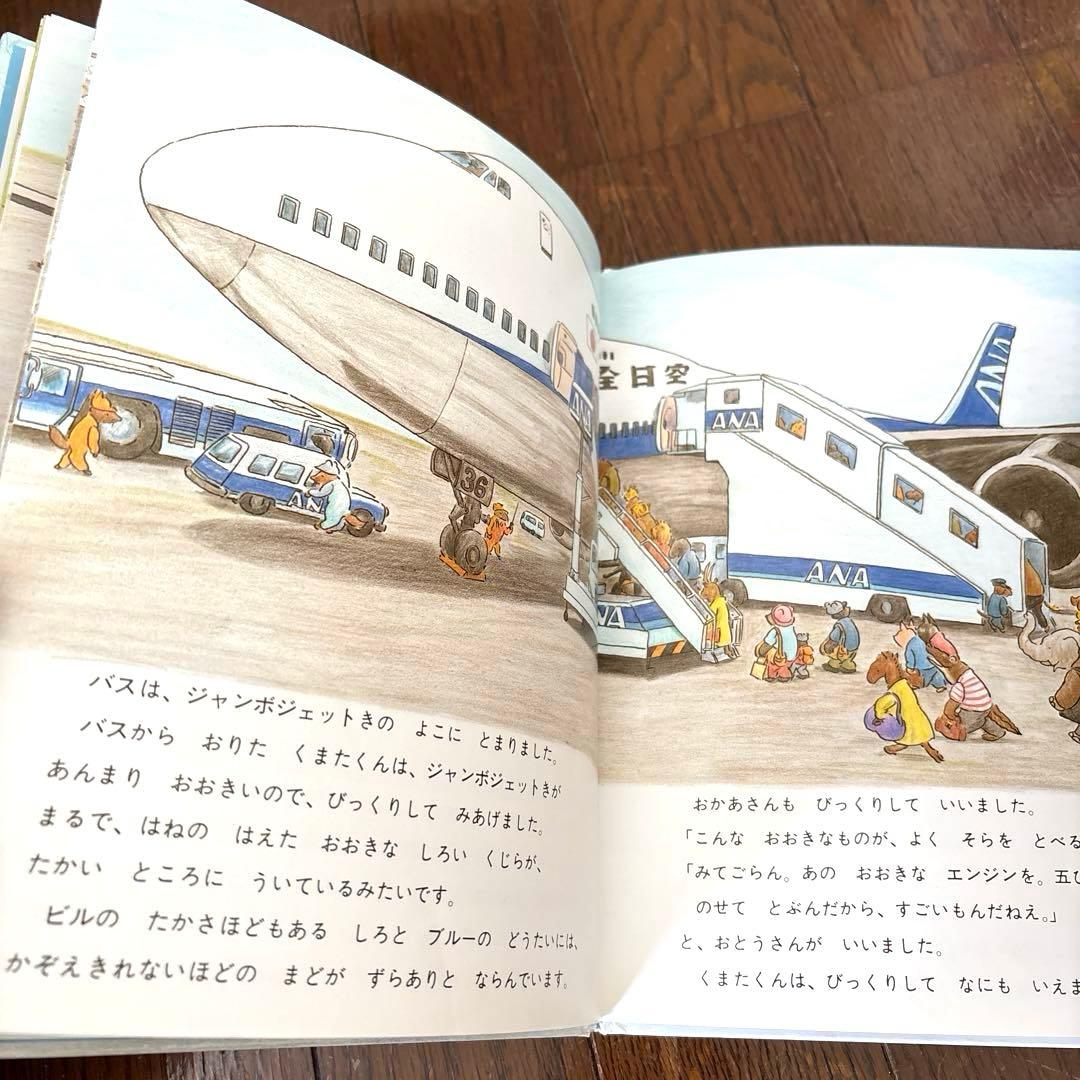 全日空
ANA
ANA
ANA
ANA
ANA
36
NA
バスは、ジャンボジェットきの よこに とまりました。
バスから おりた くまたくんは、ジャンボジェットきが
あんまり おおきいので、びっくりして みあげました。
まるで、はねの はえた おおきな しろい くじらが、
たかい ところに ういているみたいです。
ビルの たかさほどもある しろと ブルーの どうたいには、
かぞえきれないほどの まどが ずらありと ならんでいます。
おかあさんも びっくりして いいました。
「こんな おおきなものが、よく そらを とべる
「みてごらん。あの おおきな エンジンを。五ひ
のせて とぶんだから、すごいもんだねえ。」
と、おとうさんが いいました。
くまたくんは、びっくりして なにも いえま